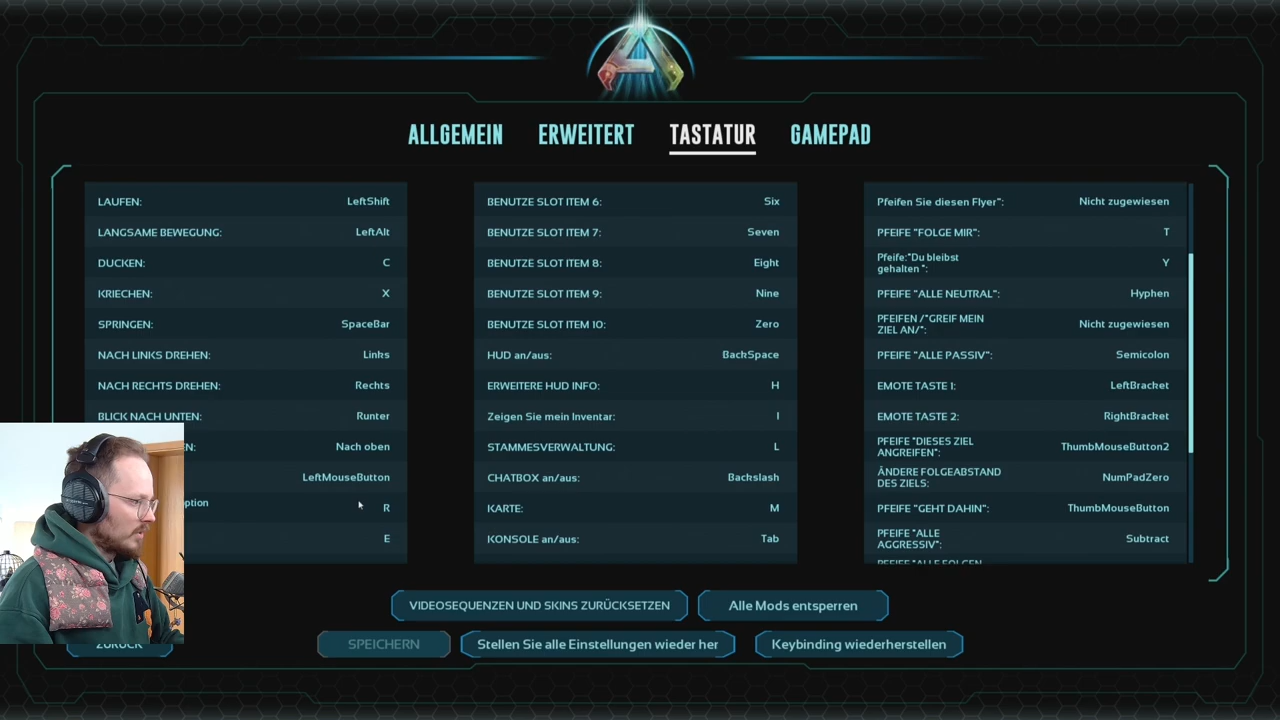 ALLGEMEIN ERWEITERT TASTATUR GAMEPAD
LAUFEN: LeftShift
LANGSAME BEWEGUNG: LeftAlt
DUCKEN: C
KRIECHEN: X
SPRINGEN: SpaceBar
NACH LINKS DREHEN: Links
NACH RECHTS DREHEN: Rechts
BLICK NACH UNTEN: Runter
EN: Nach oben
LeftMouseButton
ption R
E
BENUTZE SLOT ITEM 6: Six
BENUTZE SLOT ITEM 7: Seven
BENUTZE SLOT ITEM 8: Eight
BENUTZE SLOT ITEM 9: Nine
BENUTZE SLOT ITEM 10: Zero
HUD an/aus: BackSpace
ERWEITERE HUD INFO: H
Zeigen Sie mein Inventar: I
STAMMESVERWALTUNG: L
CHATBOX an/aus: Backslash
KARTE: M
KONSOLE an/aus: Tab
Pfeifen Sie diesen Flyer": Nicht zugewiesen
PFEIFE "FOLGE MIR": T
Pfeife:"Du bleibst
gehalten ": Y
PFEIFE "ALLE NEUTRAL": Hyphen
PFEIFEN /"GREIF MEIN
ZIEL AN/": Nicht zugewiesen
PFEIFE "ALLE PASSIV": Semicolon
EMOTE TASTE 1: LeftBracket
EMOTE TASTE 2: RightBracket
PFEIFE "DIESES ZIEL
ANGREIFEN": ThumbMouseButton2
ÄNDERE FOLGEABSTAND
DES ZIELS: NumPadZero
PFEIFE "GEHT DAHIN": ThumbMouseButton
PFEIFE "ALLE
AGGRESSIV": Subtract
PFEIFE "ALLE FOLGEN
VIDEOSEQUENZEN UND SKINS ZURÜCKSETZEN Alle Mods entsperren
ZURÜCK SPEICHERN Stellen Sie alle Einstellungen wieder her Keybinding wiederherstellen